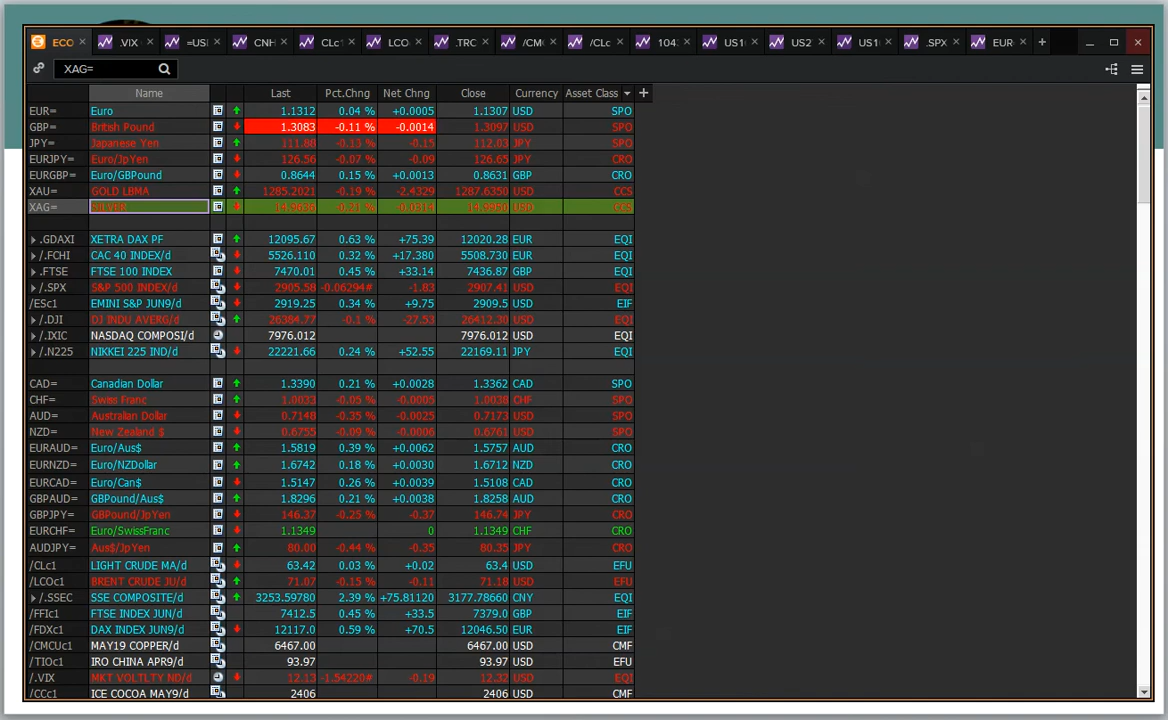 ECO .VIX =US CNH CLc1 LCO .TRC /CM /CLc 104 US1 US2 US1 .SPX EUR +
XAG=
Name Last Pct.Chng Net Chng Close Currency Asset Class +
EUR= Euro 1.1312 0.04 % +0.0005 1.1307 USD SPO
GBP= British Pound 1.3083 -0.11 % -0.0014 1.3097 USD SPO
JPY= Japanese Yen 111.88 -0.13 % -0.15 112.03 JPY SPO
EURJPY= Euro/JpYen 126.56 -0.07 % -0.09 126.65 JPY CRO
EURGBP= Euro/GBPound 0.8644 0.15 % +0.0013 0.8631 GBP CRO
XAU= GOLD LBMA 1285.2021 -0.19 % -2.4329 1287.6350 USD CCS
XAG= SILVER -0.21 % -0.0314 USD CCS
.GDAXI XETRA DAX PF 12095.67 0.63 % +75.39 12020.28 EUR EQI
/.FCHI CAC 40 INDEX/d 5526.110 0.32 % +17.380 5508.730 EUR EQI
.FTSE FTSE 100 INDEX 7470.01 0.45 % +33.14 7436.87 GBP EQI
/.SPX S&P 500 INDEX/d 2905.58 -0.06294# -1.83 2907.41 USD EQI
/ESc1 EMINI S&P JUN9/d 2919.25 0.34 % +9.75 2909.5 USD EIF
/.DJI DJ INDU AVERG/d 26384.77 -0.1 % -27.53 26412.30 USD EQI
/.IXIC NASDAQ COMPOSI/d 7976.012 7976.012 USD EQI
/.N225 NIKKEI 225 IND/d 22221.66 0.24 % +52.55 22169.11 JPY EQI
CAD= Canadian Dollar 1.3390 0.21 % +0.0028 1.3362 CAD SPO
CHF= Swiss Franc 1.0033 -0.05 % -0.0005 1.0038 CHF SPO
AUD= Australian Dollar 0.7148 -0.35 % -0.0025 0.7173 USD SPO
NZD= New Zealand $ 0.6755 -0.09 % -0.0006 0.6761 USD SPO
EURAUD= Euro/Aus$ 1.5819 0.39 % +0.0062 1.5757 AUD CRO
EURNZD= Euro/NZDollar 1.6742 0.18 % +0.0030 1.6712 NZD CRO
EURCAD= Euro/Can$ 1.5147 0.26 % +0.0039 1.5108 CAD CRO
GBPAUD= GBPound/Aus$ 1.8296 0.21 % +0.0038 1.8258 AUD CRO
GBPJPY= GBPound/JpYen 146.37 -0.25 % -0.37 146.74 JPY CRO
EURCHF= Euro/SwissFranc 1.1349 0 1.1349 CHF CRO
AUDJPY= Aus$/JpYen 80.00 -0.44 % -0.35 80.35 JPY CRO
/CLc1 LIGHT CRUDE MA/d 63.42 0.03 % +0.02 63.4 USD EFU
/LCOc1 BRENT CRUDE JU/d 71.07 -0.15 % -0.11 71.18 USD EFU
/.SSEC SSE COMPOSITE/d 3253.59780 2.39 % +75.81120 3177.78660 CNY EQI
/FFIc1 FTSE INDEX JUN/d 7412.5 0.45 % +33.5 7379.0 GBP EIF
/FDXc1 DAX INDEX JUN9/d 12117.0 0.59 % +70.5 12046.50 EUR EIF
/CMCUc1 MAY19 COPPER/d 6467.00 6467.00 USD CMF
/TIOc1 IRO CHINA APR9/d 93.97 93.97 USD EFU
/.VIX MKT VOLTLTY ND/d 12.13 -1.54220# -0.19 12.32 USD EQI
/CCc1 ICE COCOA MAY9/d 2406 2406 USD CMF